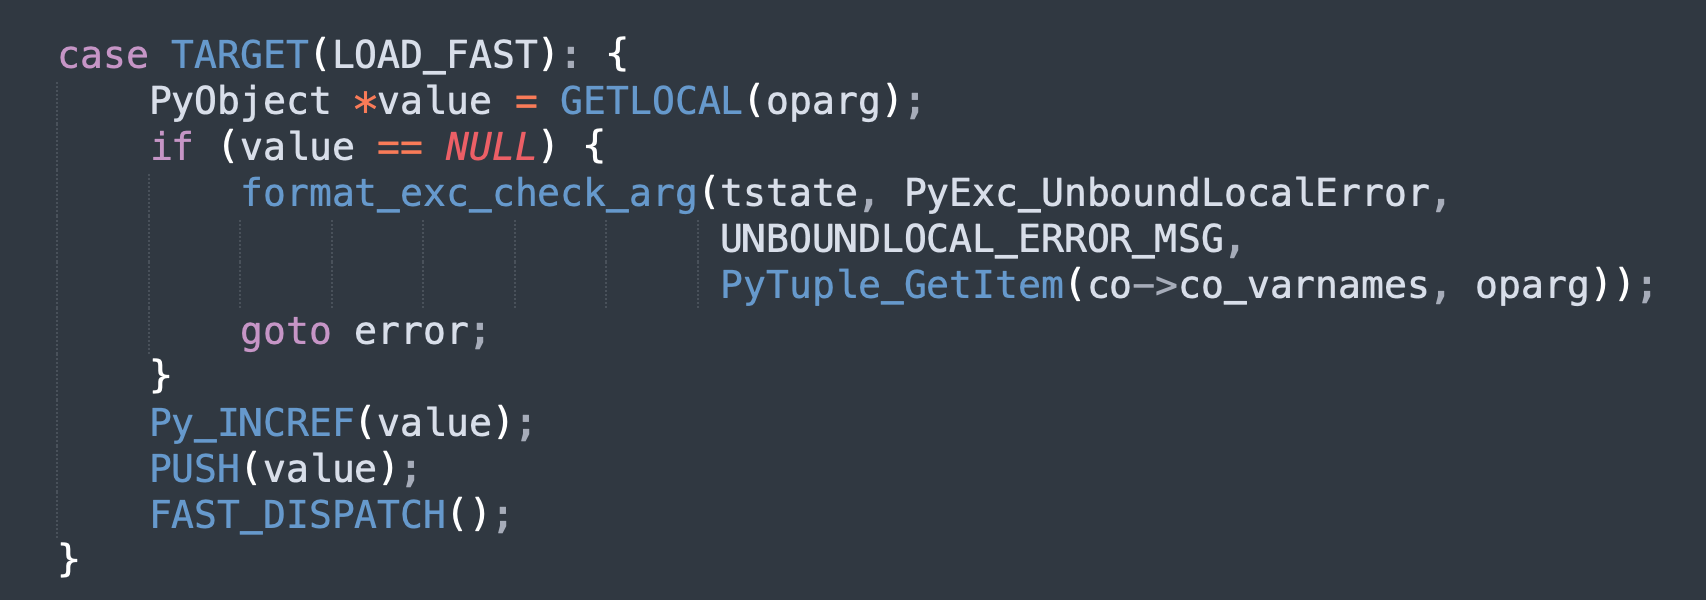 case TARGET(LOAD_FAST): {
    PyObject *value = GETLOCAL(oparg);
    if (value == NULL) {
        format_exc_check_arg(tstate, PyExc_UnboundLocalError,
                             UNBOUNDLOCAL_ERROR_MSG,
                             PyTuple_GetItem(co->co_varnames, oparg));
        goto error;
    }
    Py_INCREF(value);
    PUSH(value);
    FAST_DISPATCH();
}